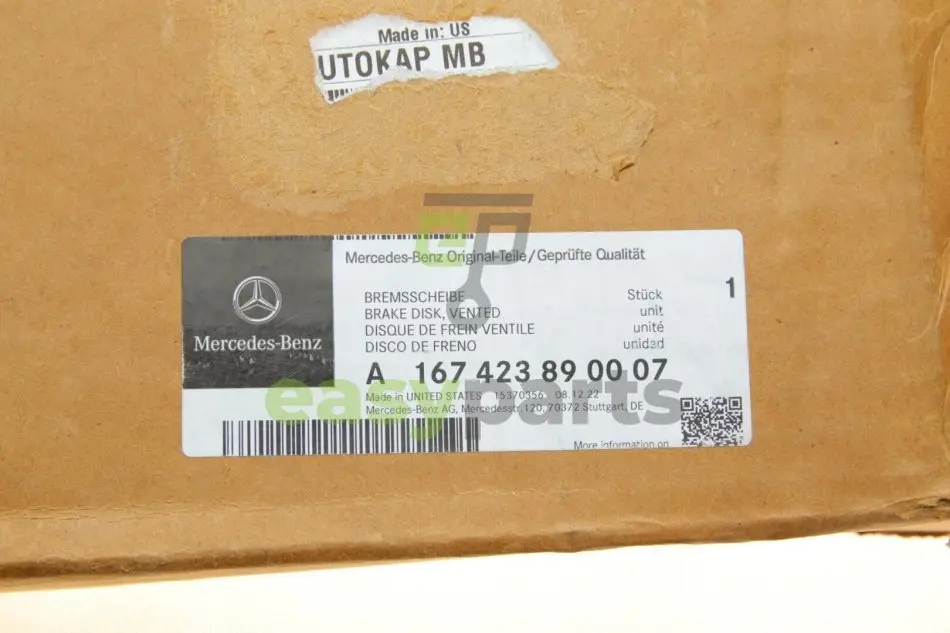 Made in: US
UTOKAP MB
Mercedes-Benz Original-Teile/Geprüfte Qualität
BREMSSCHEIBE Stück 1
BRAKE DISK, VENTED unit
DISQUE DE FREIN VENTILE unité
DISCO DE FRENO unidad
Mercedes-Benz
A 167 423 89 00 07
easyparts
Made in UNITED STATES 15370356 08.12.22
Mercedes-Benz AG, Mercedesstr.120, 70372 Stuttgart, DE
More information on